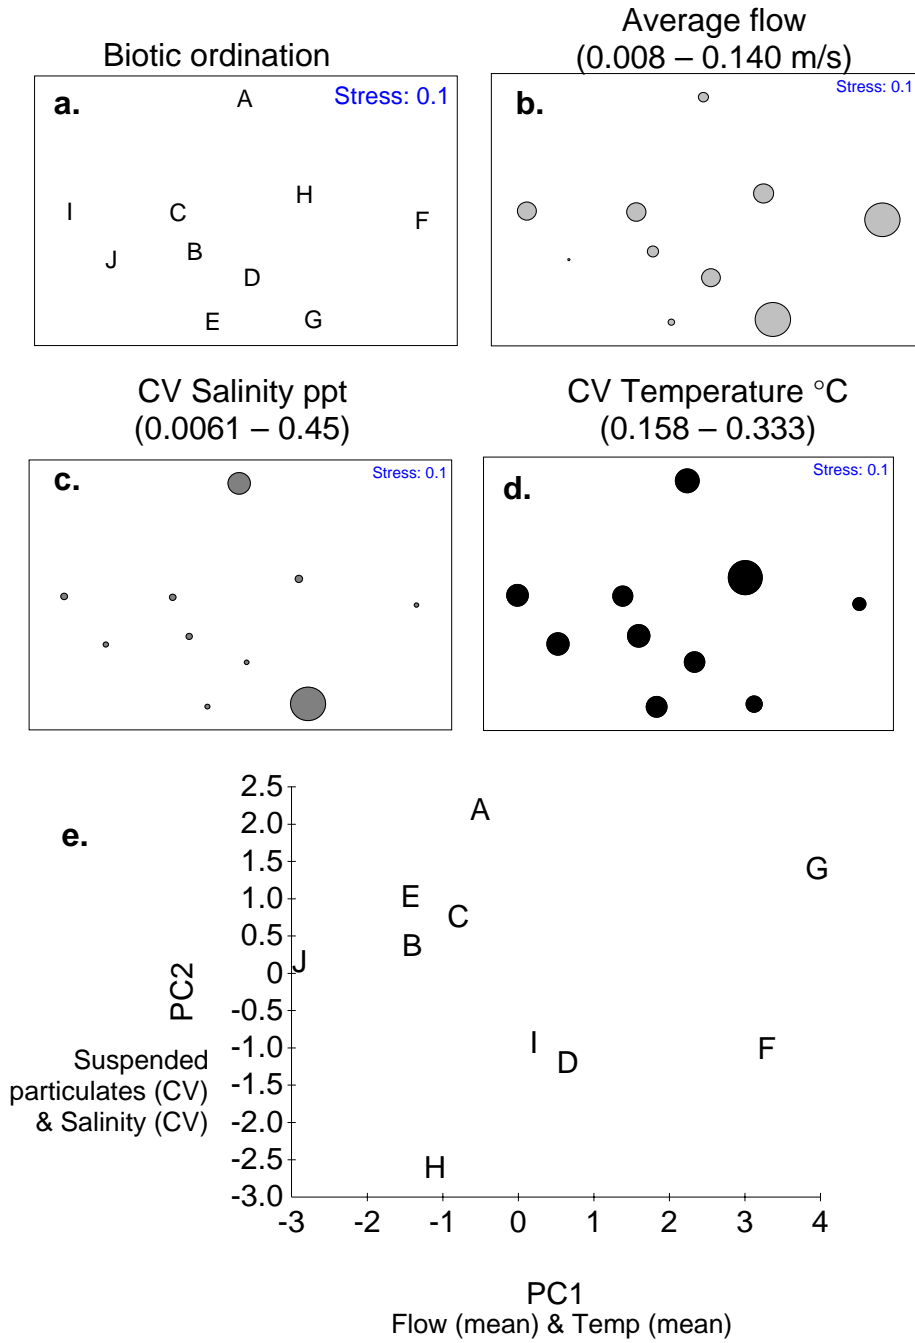 Biotic ordination
Average flow
(0.008 – 0.140 m/s)
a.
Stress: 0.1
A
H
I
C
F
B
J
D
E
G
b.
Stress: 0.1
CV Salinity ppt
(0.0061 – 0.45)
CV Temperature °C
(0.158 – 0.333)
c.
Stress: 0.1
d.
Stress: 0.1
e.
2.5
2.0
1.5
1.0
0.5
0
-0.5
-1.0
-1.5
-2.0
-2.5
-3.0
PC2
Suspended
particulates (CV)
& Salinity (CV)
A
G
E
C
B
J
I
D
F
H
-3 -2 -1 0 1 2 3 4
PC1
Flow (mean) & Temp (mean)